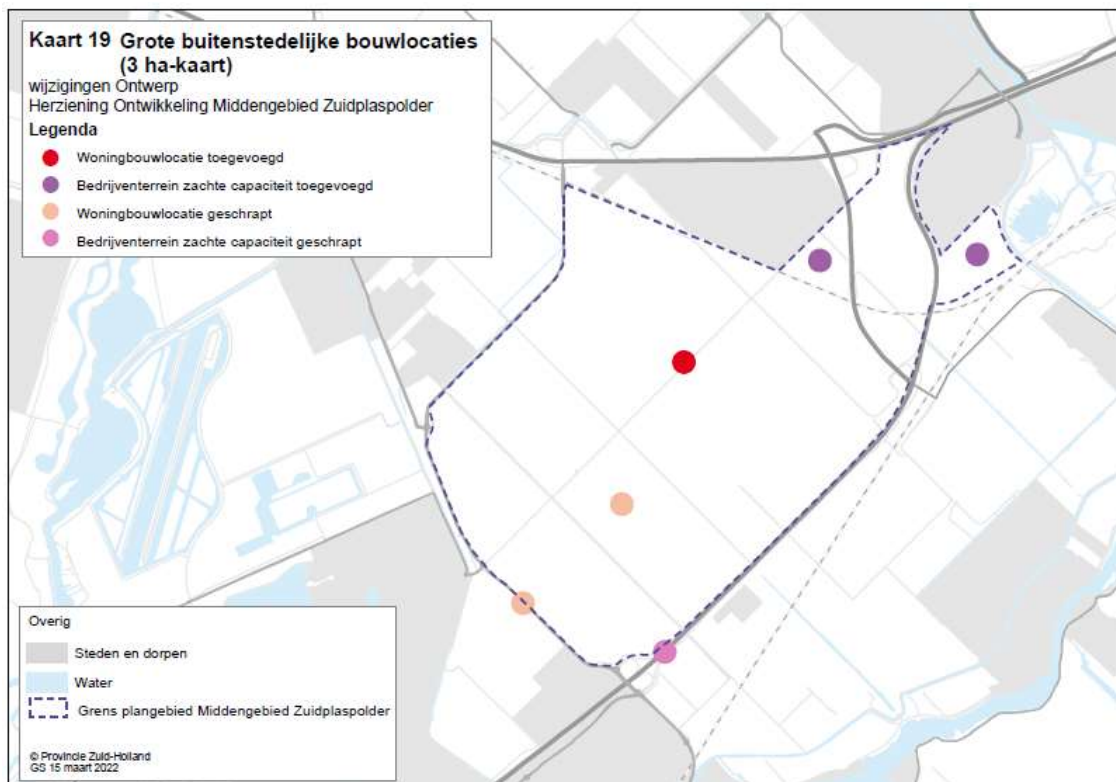 Kaart 19 Grote buitenstedelijke bouwlocaties
(3 ha-kaart)
wijzigingen Ontwerp
Herziening Ontwikkeling Middengebied Zuidplaspolder
Legenda
Woningbouwlocatie toegevoegd
Bedrijventerrein zachte capaciteit toegevoegd
Woningbouwlocatie geschrapt
Bedrijventerrein zachte capaciteit geschrapt
Overig
Steden en dorpen
Water
Grens plangebied Middengebied Zuidplaspolder
© Provincie Zuid-Holland
GS 15 maart 2022